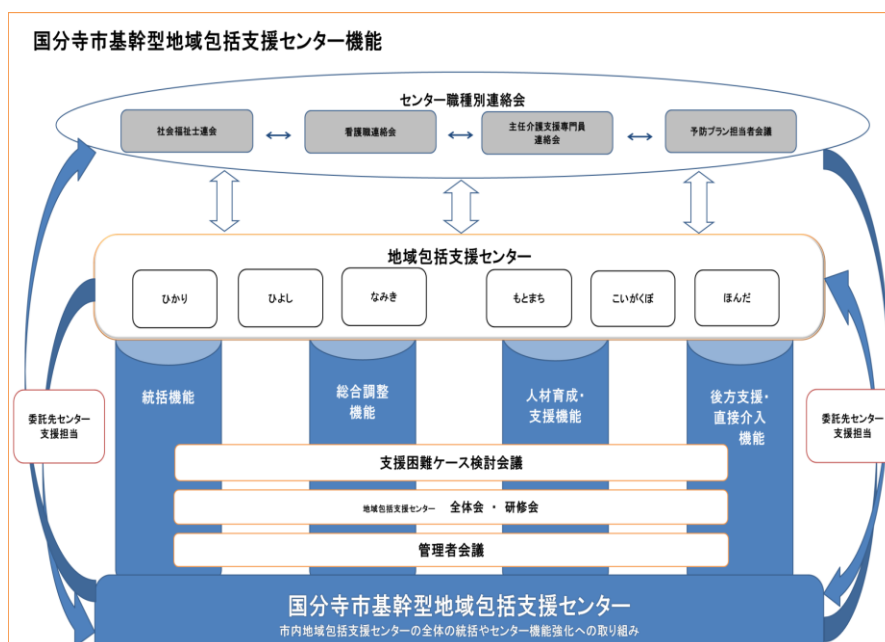 国分寺市基幹型地域包括支援センター機能
センター職種別連絡会
社会福祉士連会
看護職連絡会
主任介護支援専門員
連絡会
予防プラン担当者会議
地域包括支援センター
ひかり
ひよし
なみき
もとまち
こいがくぼ
ほんだ
統括機能
総合調整
機能
人材育成・
支援機能
後方支援・
直接介入
機能
委託先センター
支援担当
委託先センター
支援担当
支援困難ケース検討会議
地域包括支援センター 全体会 ・ 研修会
管理者会議
国分寺市基幹型地域包括支援センター
市内地域包括支援センターの全体の統括やセンター機能強化への取り組み